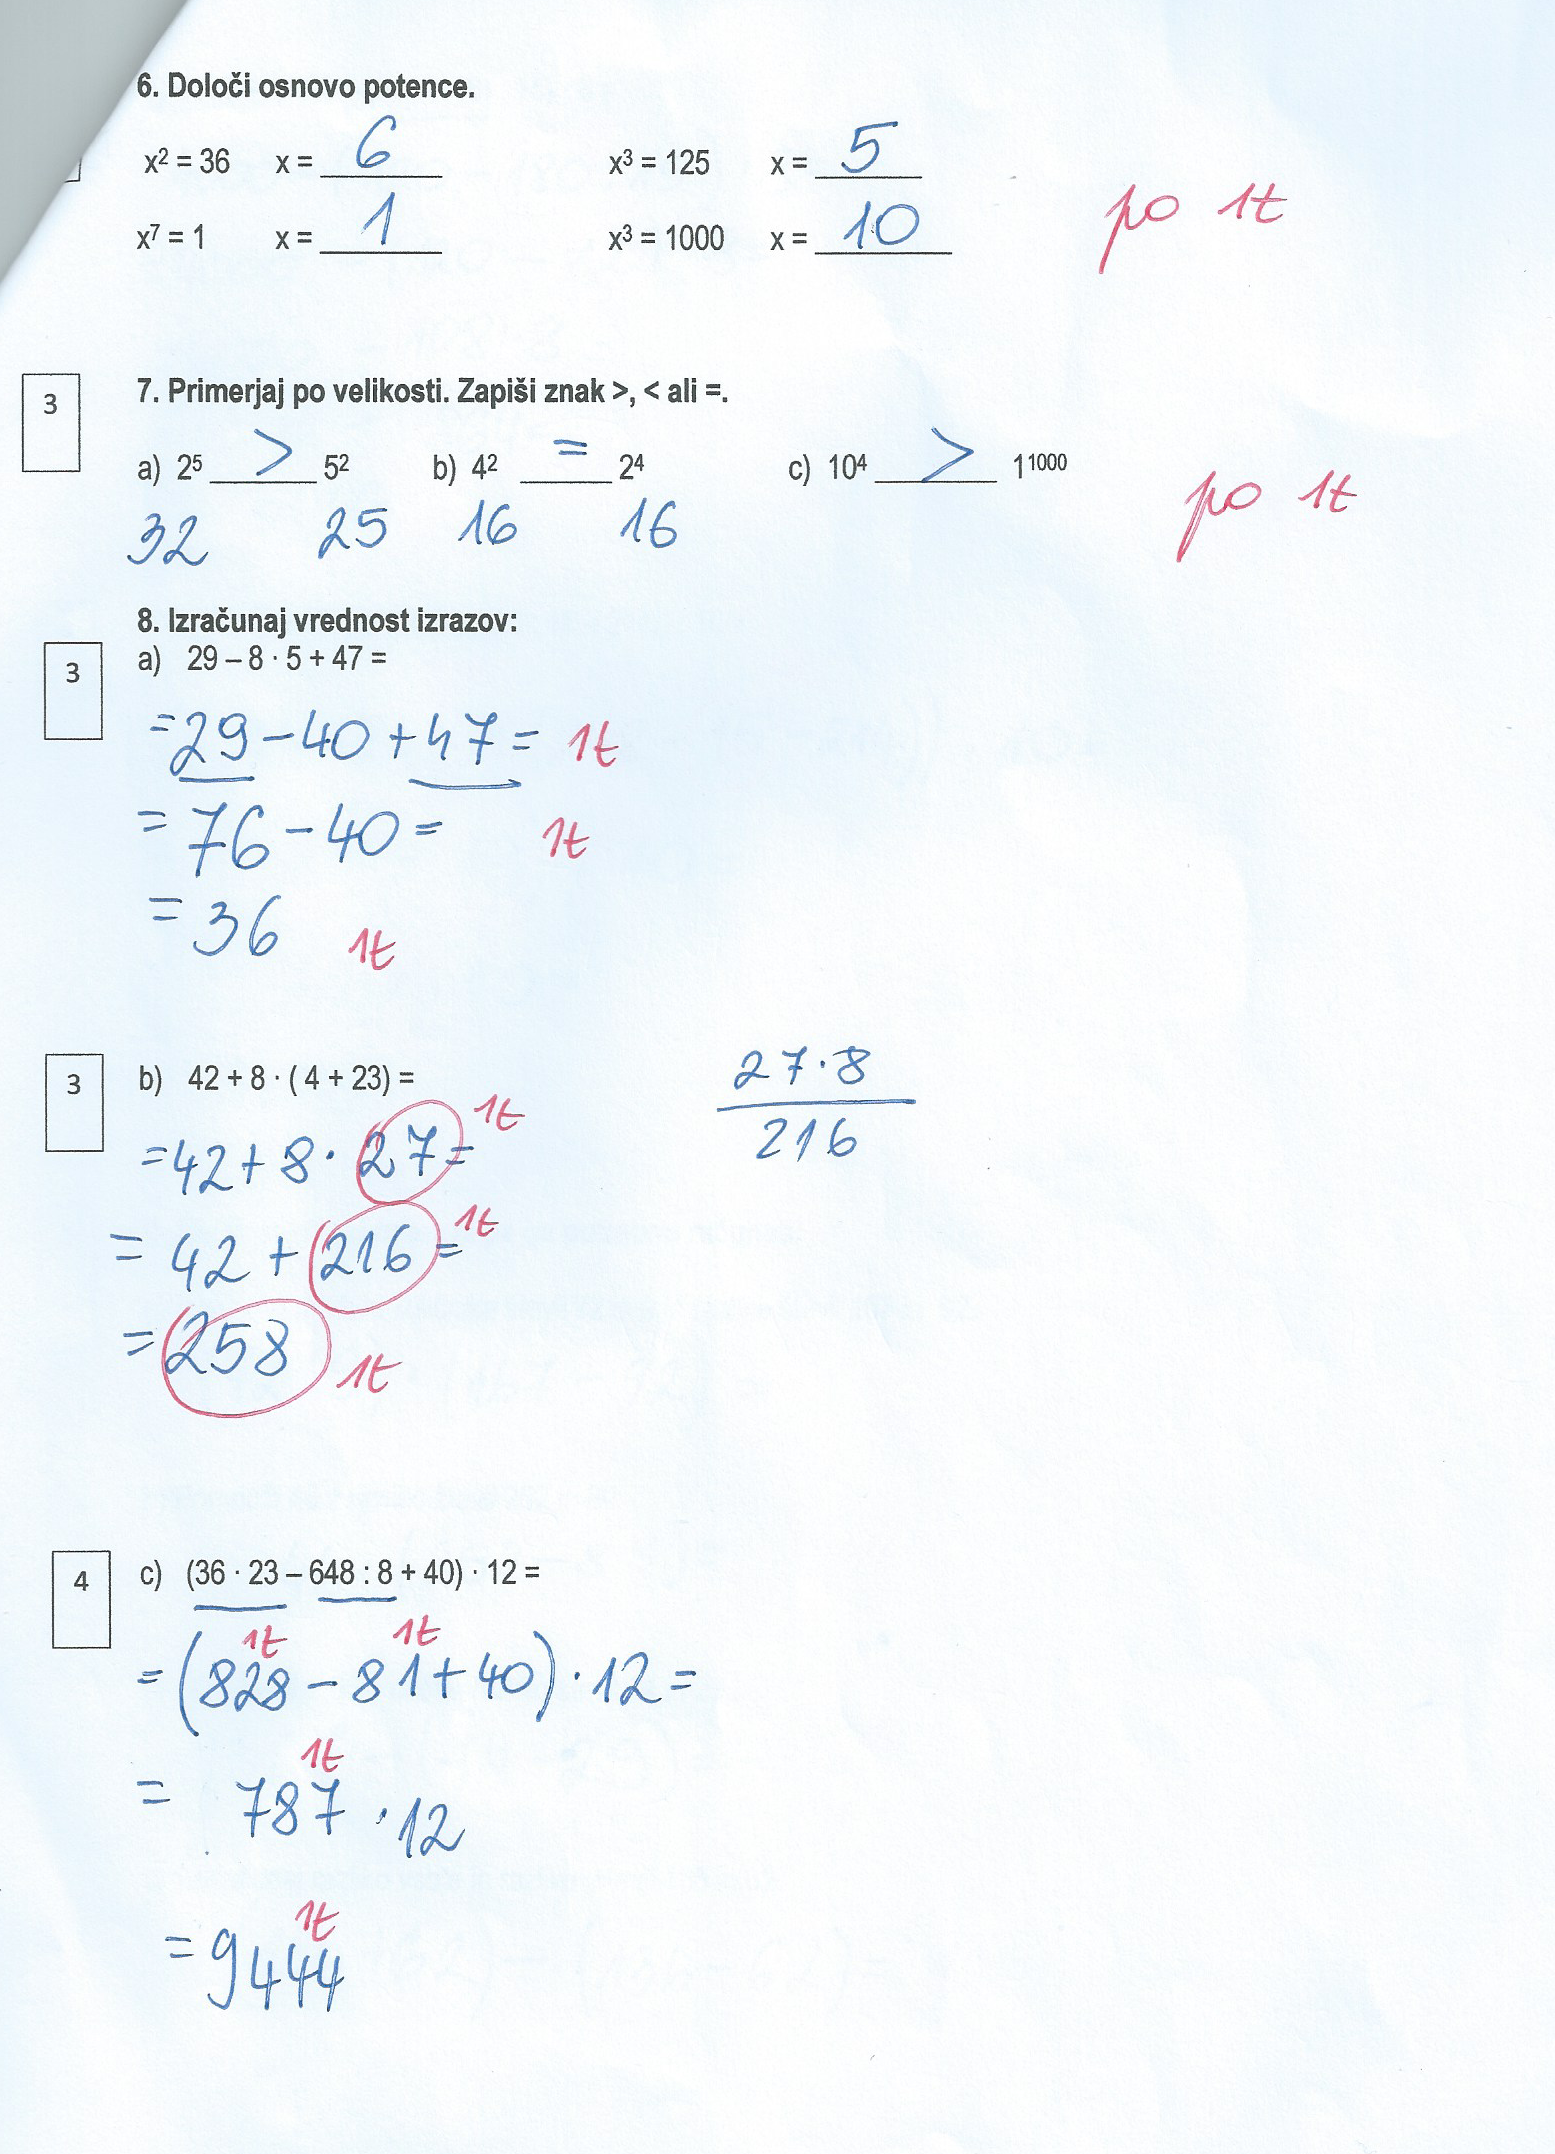 6. Določi osnovo potence.
x² = 36 x = 6 x³ = 125 x = 5
x⁷ = 1 x = 1 x³ = 1000 x = 10
po 1t
3
7. Primerjaj po velikosti. Zapiši znak >, < ali =.
a) 2⁵ > 5² b) 4² = 2⁴ c) 10⁴ > 1¹⁰⁰⁰
32 25 16 16
po 1t
8. Izračunaj vrednost izrazov:
3
a) 29 – 8 · 5 + 47 =
= 29 - 40 + 47 = 1t
= 76 - 40 = 1t
= 36 1t
3
b) 42 + 8 · ( 4 + 23) =
27 · 8
216
= 42 + 8 · 27 = 1t
= 42 + 216 = 1t
= 258 1t
4
c) (36 · 23 – 648 : 8 + 40) · 12 =
1t 1t
= (828 - 81 + 40) · 12 =
1t
= 787 · 12
1t
= 9444